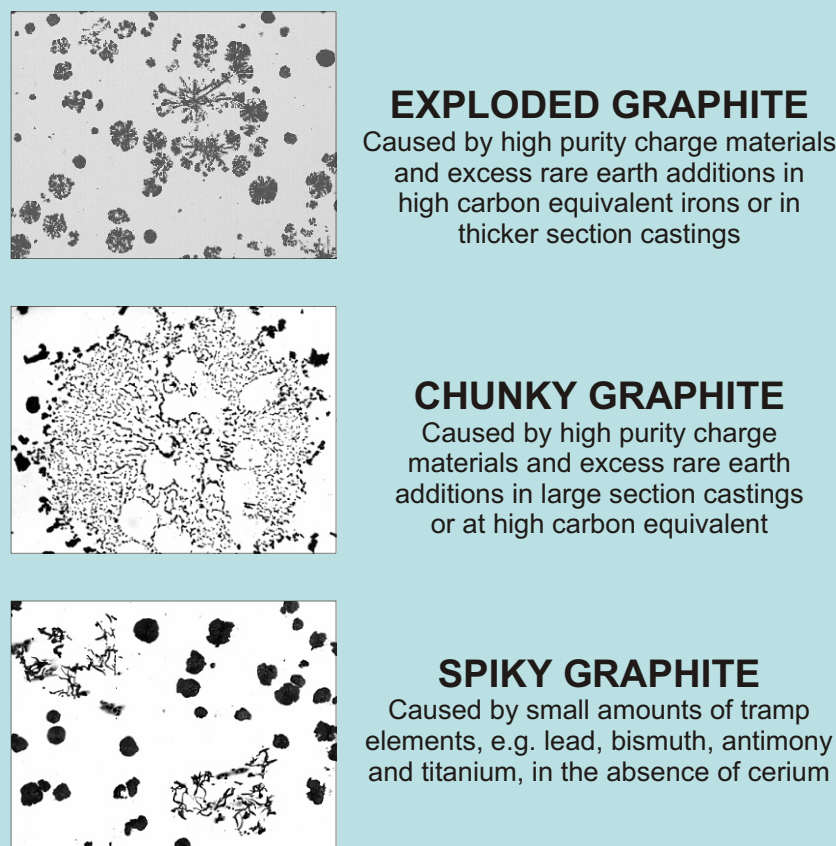 EXPLODED GRAPHITE
Caused by high purity charge materials
and excess rare earth additions in
high carbon equivalent irons or in
thicker section castings
CHUNKY GRAPHITE
Caused by high purity charge
materials and excess rare earth
additions in large section castings
or at high carbon equivalent
SPIKY GRAPHITE
Caused by small amounts of tramp
elements, e.g. lead, bismuth, antimony
and titanium, in the absence of cerium